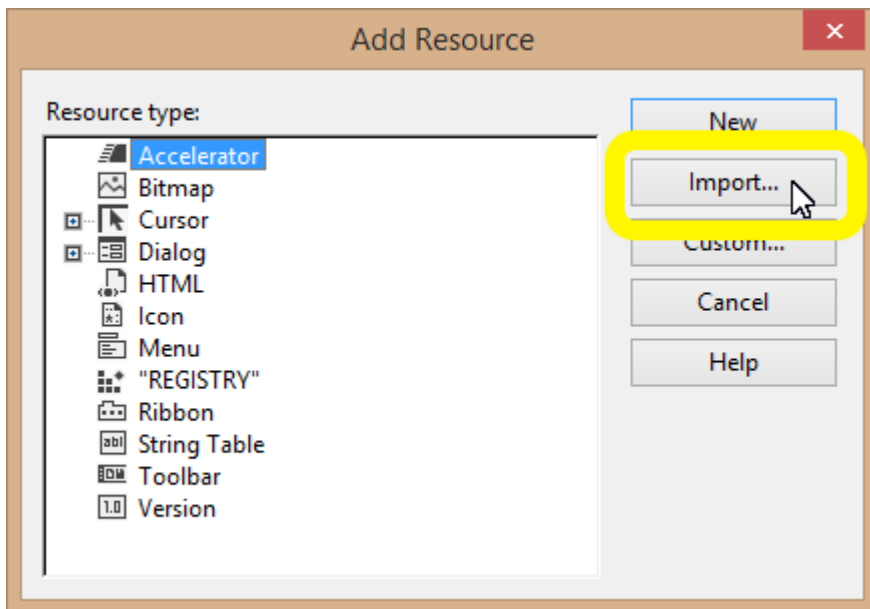 Add Resource
Resource type:
Accelerator
Bitmap
Cursor
Dialog
HTML
Icon
Menu
"REGISTRY"
Ribbon
String Table
Toolbar
Version
New
Import...
Custom...
Cancel
Help